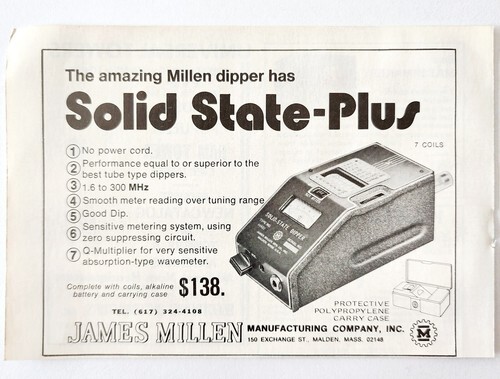 The amazing Millen dipper has
Solid State-Plus
7 COILS
1 No power cord.
2 Performance equal to or superior to the
best tube type dippers.
3 1.6 to 300 MHz
4 Smooth meter reading over tuning range
5 Good Dip.
6 Sensitive metering system, using
zero suppressing circuit.
7 Q-Multiplier for very sensitive
absorption-type wavemeter.
SOLID-STATE DIPPER
Complete with coils, alkaline
battery and carrying case $138.
PROTECTIVE
POLYPROPYLENE
CARRY CASE
TEL. (617) 324-4108
JAMES MILLEN MANUFACTURING COMPANY, INC.
150 EXCHANGE ST., MALDEN, MASS. 02148
M